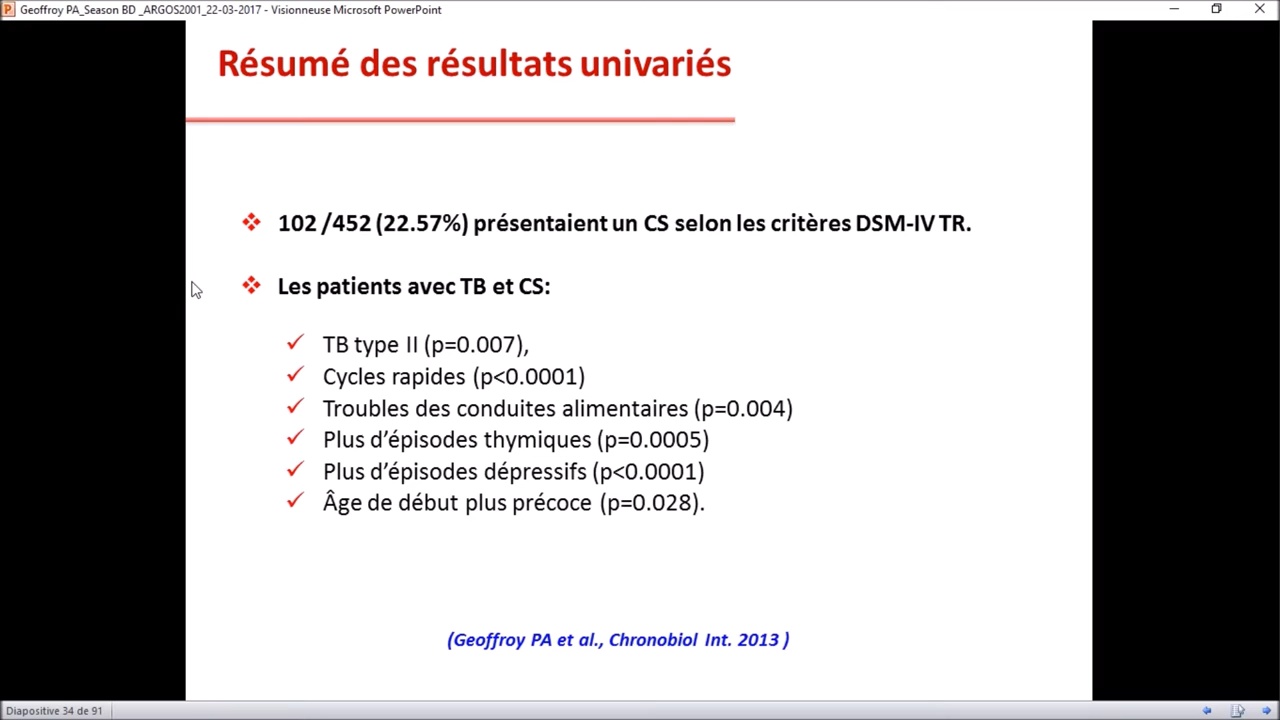 Geoffroy PA_Season BD _ARGOS2001_22-03-2017 - Visionneuse Microsoft PowerPoint
Résumé des résultats univariés
102 /452 (22.57%) présentaient un CS selon les critères DSM-IV TR.
Les patients avec TB et CS:
TB type II (p=0.007),
Cycles rapides (p<0.0001)
Troubles des conduites alimentaires (p=0.004)
Plus d’épisodes thymiques (p=0.0005)
Plus d’épisodes dépressifs (p<0.0001)
Âge de début plus précoce (p=0.028).
(Geoffroy PA et al., Chronobiol Int. 2013 )
Diapositive 34 de 91